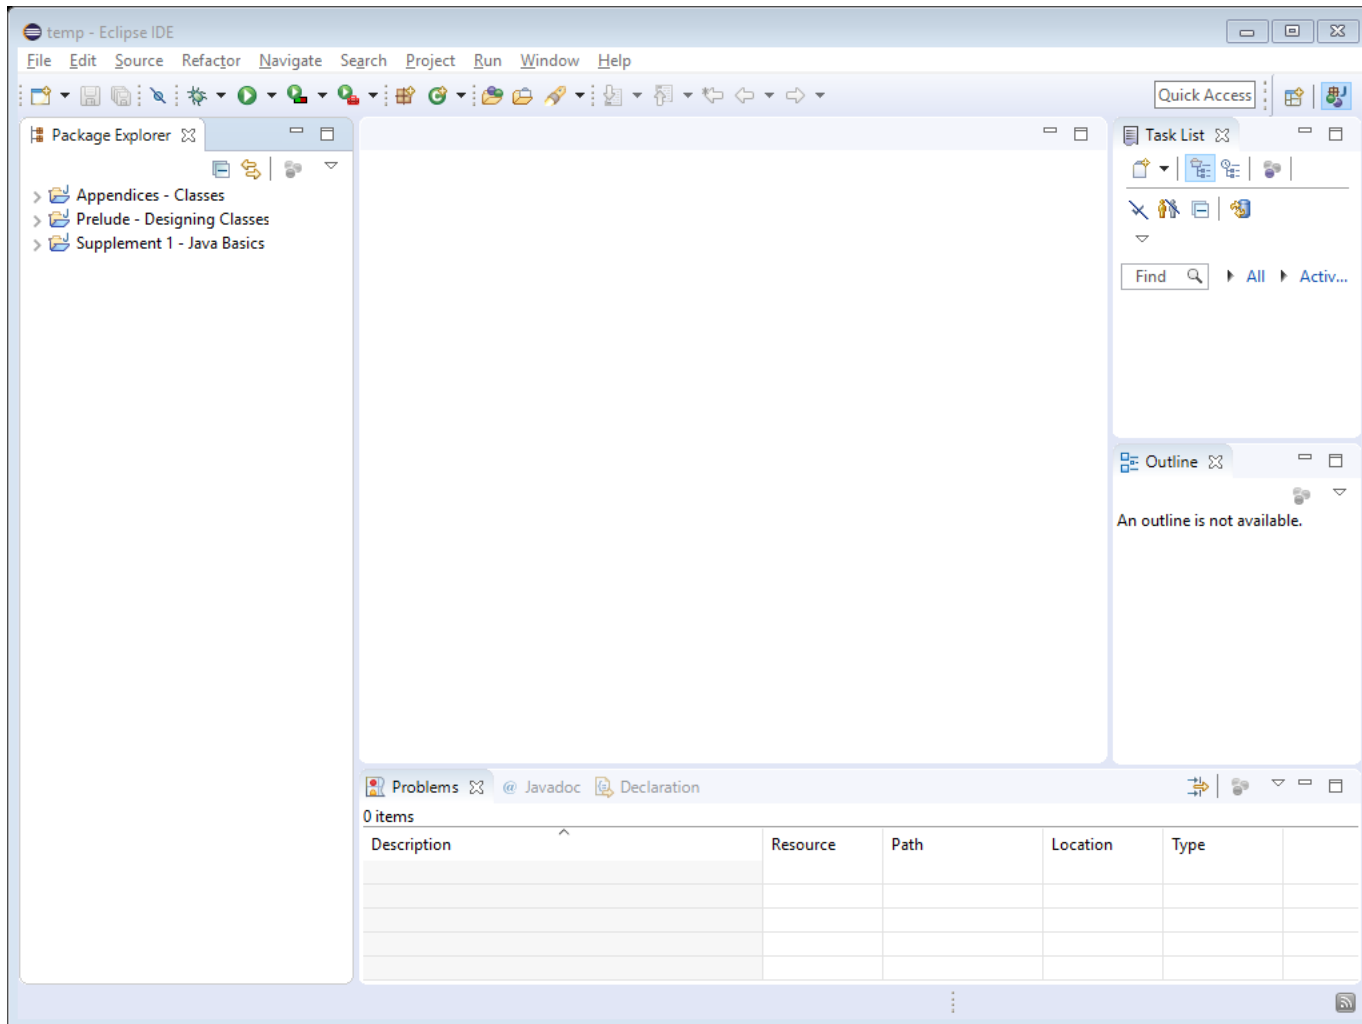 temp - Eclipse IDE
File Edit Source Refactor Navigate Search Project Run Window Help
Quick Access
Package Explorer
Appendices - Classes
Prelude - Designing Classes
Supplement 1 - Java Basics
Task List
Find All Activ...
Outline
An outline is not available.
Problems @ Javadoc Declaration
0 items
Description Resource Path Location Type